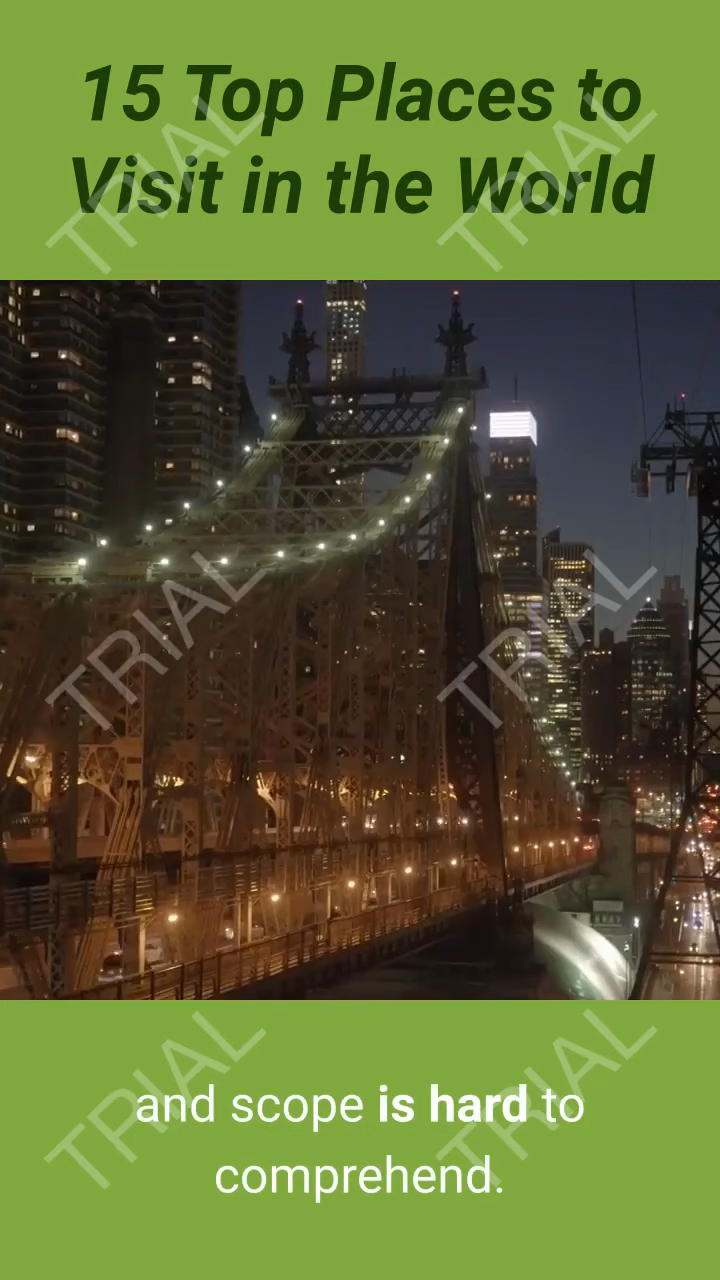 15 Top Places to
Visit in the World
TRIAL TRIAL
TRIAL TRIAL
and scope is hard to
comprehend.
TRIAL TRIAL